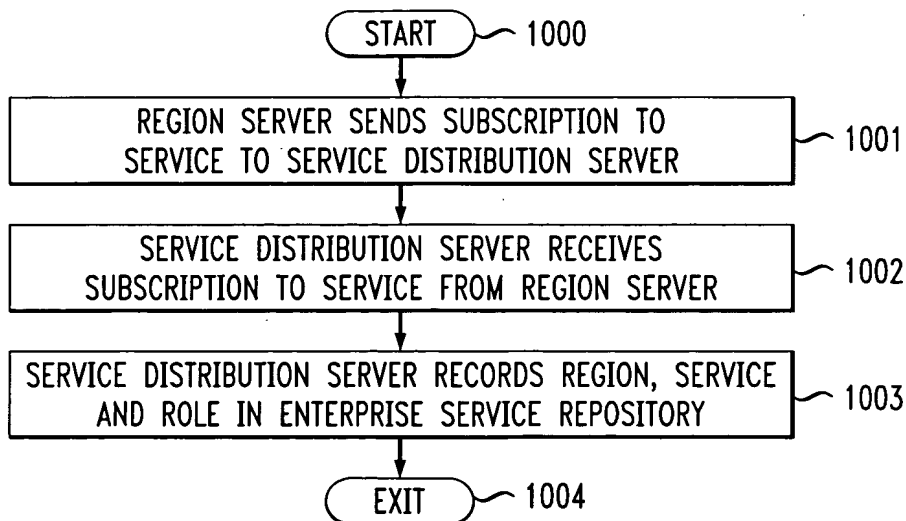 START 1000
REGION SERVER SENDS SUBSCRIPTION TO
SERVICE TO SERVICE DISTRIBUTION SERVER
1001
SERVICE DISTRIBUTION SERVER RECEIVES
SUBSCRIPTION TO SERVICE FROM REGION SERVER
1002
SERVICE DISTRIBUTION SERVER RECORDS REGION, SERVICE
AND ROLE IN ENTERPRISE SERVICE REPOSITORY
1003
EXIT 1004